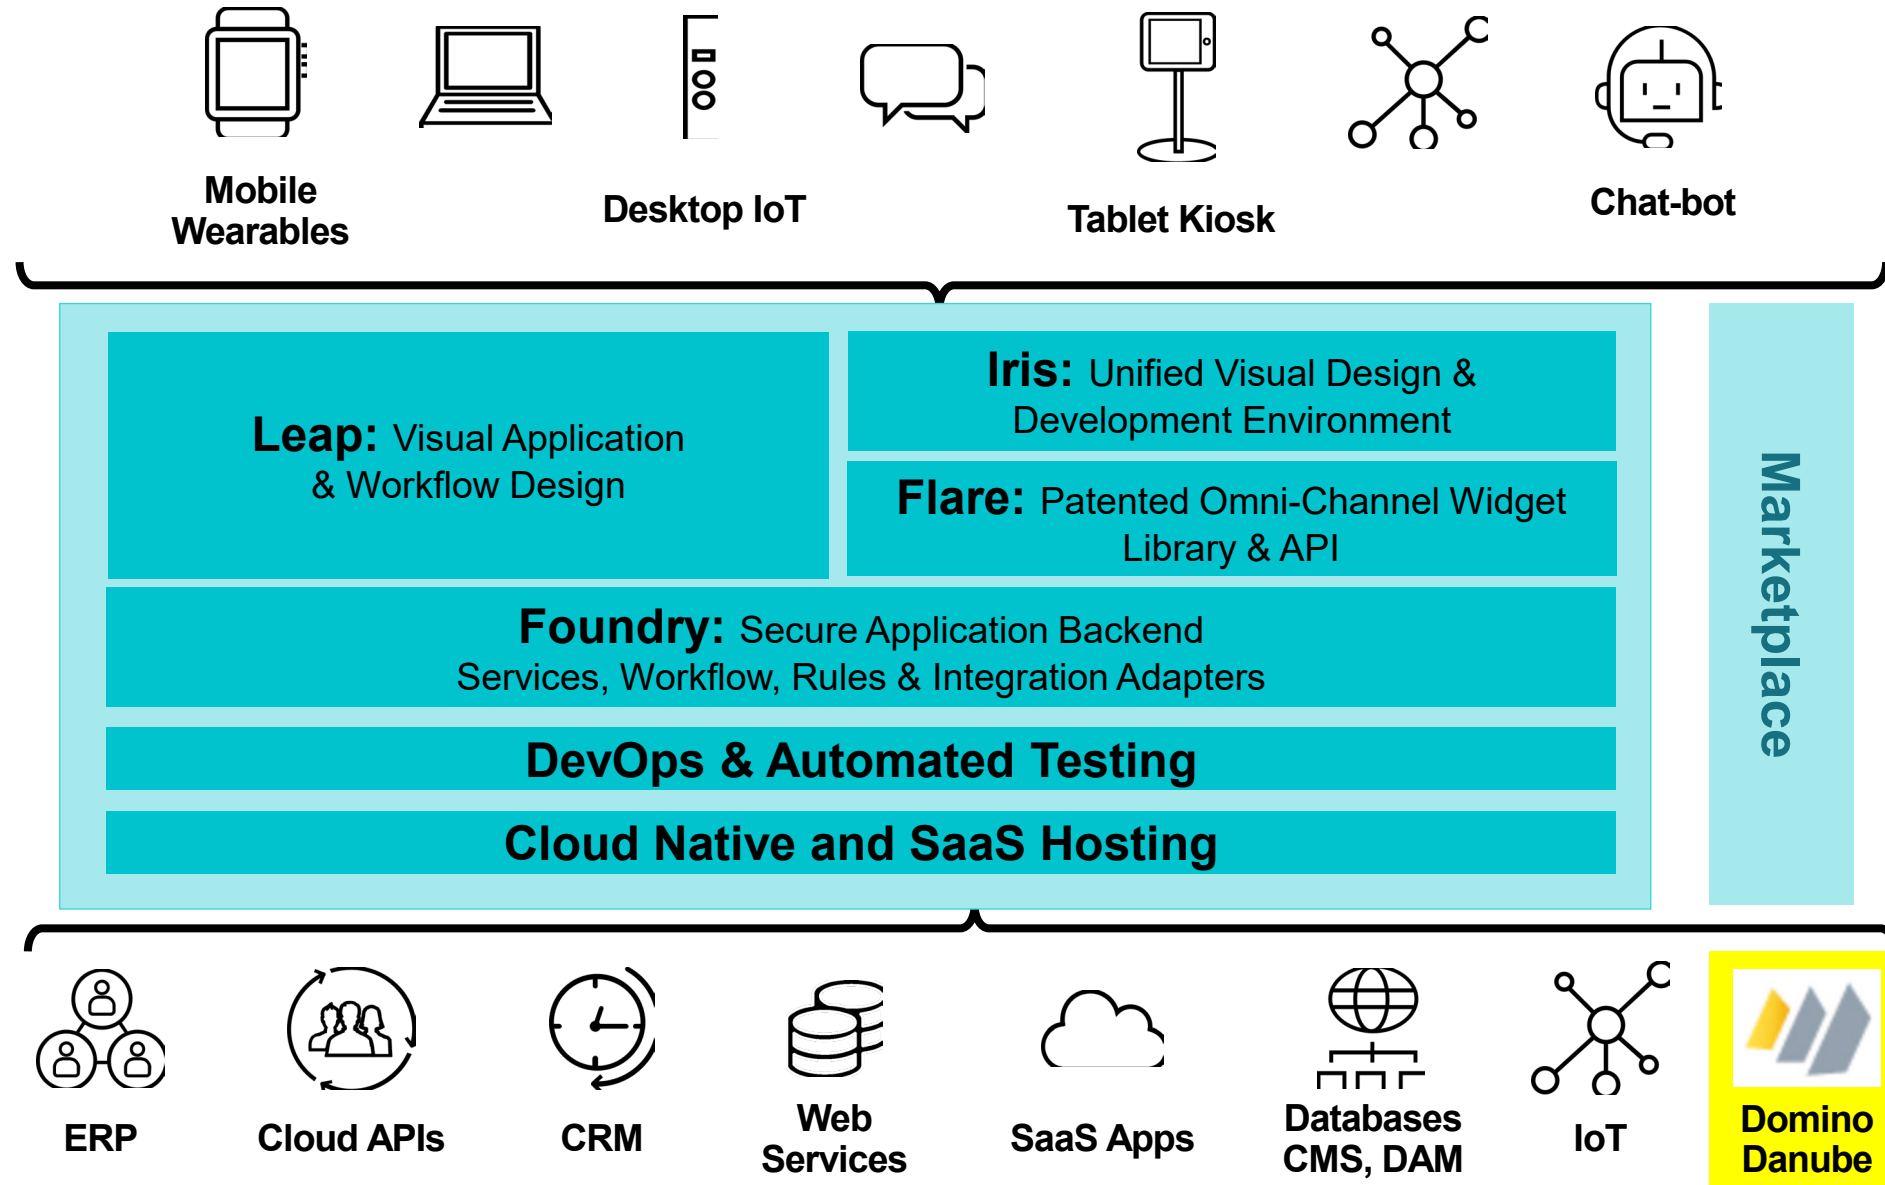 Mobile
Wearables
Desktop IoT
Tablet Kiosk
Chat-bot
Leap: Visual Application
& Workflow Design
Iris: Unified Visual Design &
Development Environment
Flare: Patented Omni-Channel Widget
Library & API
Foundry: Secure Application Backend
Services, Workflow, Rules & Integration Adapters
DevOps & Automated Testing
Cloud Native and SaaS Hosting
Marketplace
ERP
Cloud APIs
CRM
Web
Services
SaaS Apps
Databases
CMS, DAM
IoT
Domino
Danube